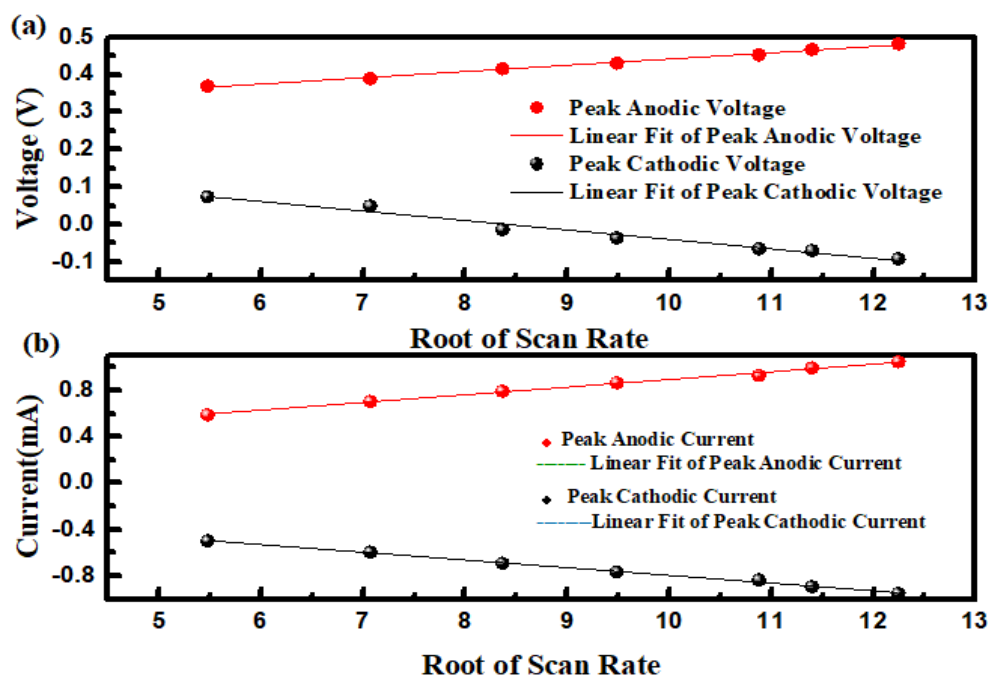 (a)
0.5
0.4
0.3
0.2
0.1
0.0
-0.1
Voltage (V)
Peak Anodic Voltage
Linear Fit of Peak Anodic Voltage
Peak Cathodic Voltage
Linear Fit of Peak Cathodic Voltage
5 6 7 8 9 10 11 12 13
Root of Scan Rate
(b)
0.8
0.4
0.0
-0.4
-0.8
Current(mA)
Peak Anodic Current
Linear Fit of Peak Anodic Current
Peak Cathodic Current
Linear Fit of Peak Cathodic Current
5 6 7 8 9 10 11 12 13
Root of Scan Rate